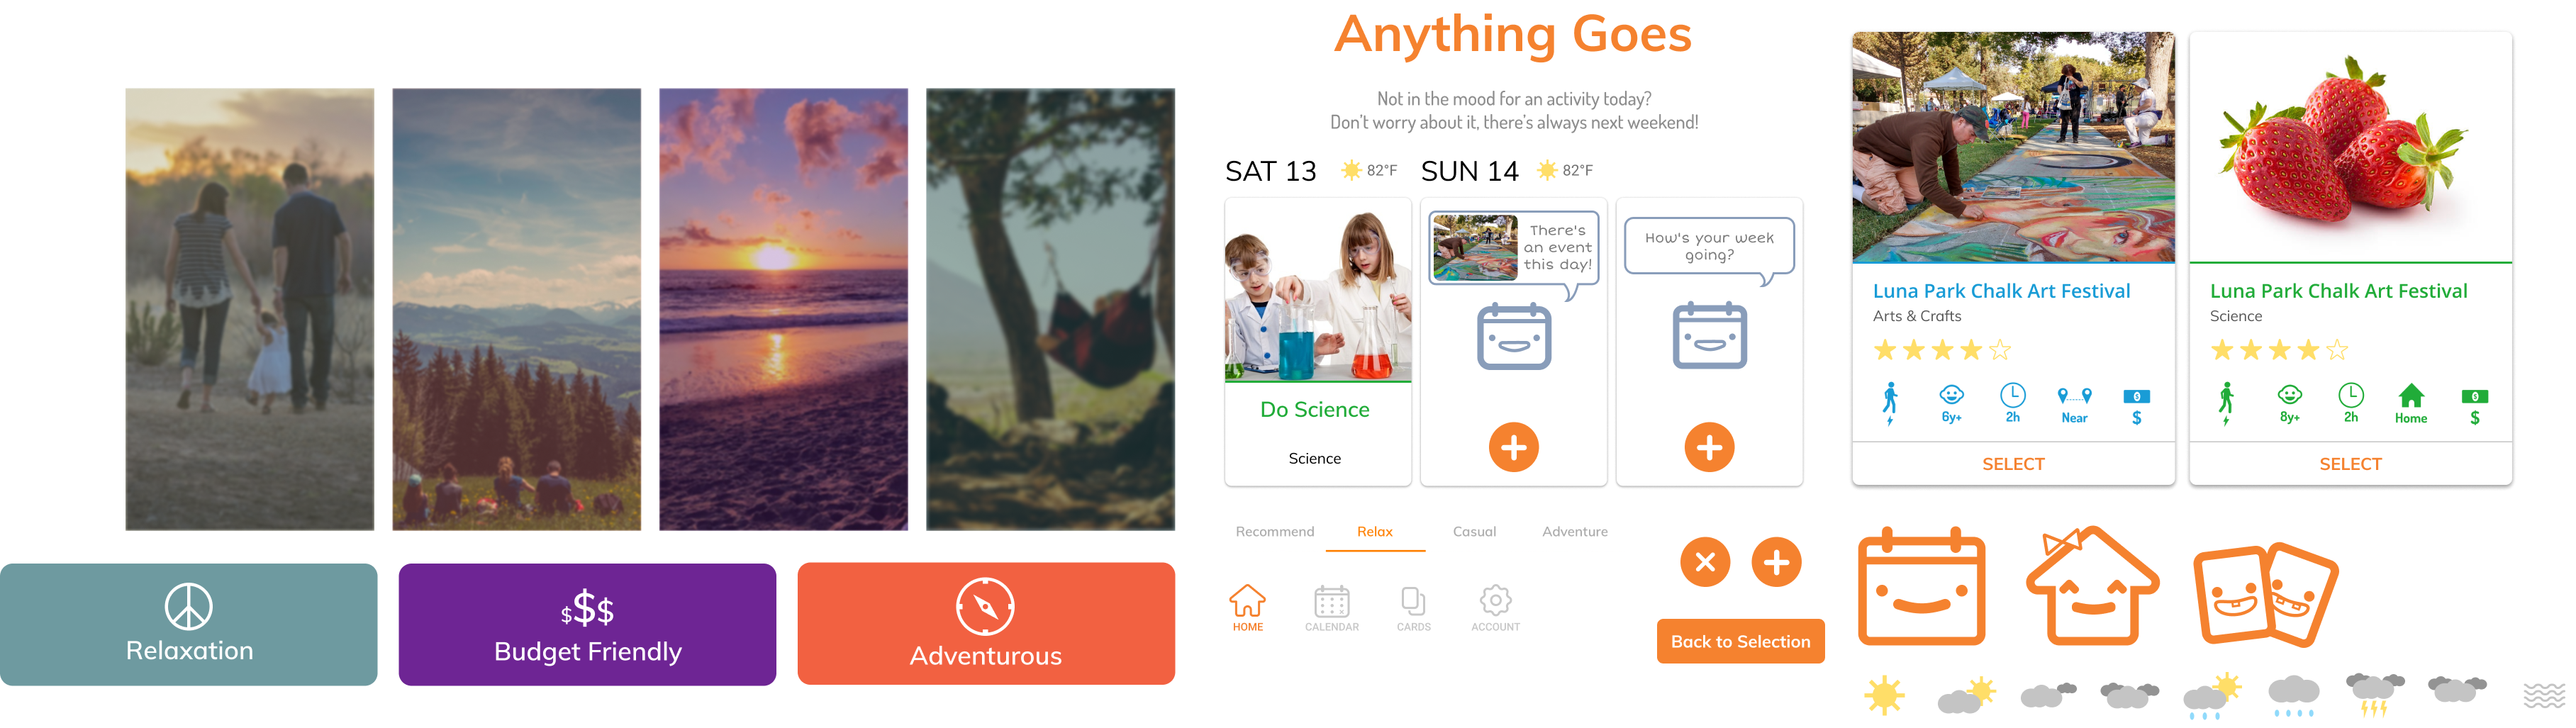 Anything Goes
Not in the mood for an activity today?
Don't worry about it, there's always next weekend!
SAT 13
82°F
SUN 14
82°F
There's
an event
this day!
How's your week
going?
Do Science
Science
Luna Park Chalk Art Festival
Arts & Crafts
6y+
2h
Near
$
SELECT
Luna Park Chalk Art Festival
Science
8y+
2h
Home
$
SELECT
Recommend
Relax
Casual
Adventure
HOME
CALENDAR
CARDS
ACCOUNT
Back to Selection
$$$
Relaxation
Budget Friendly
Adventurous